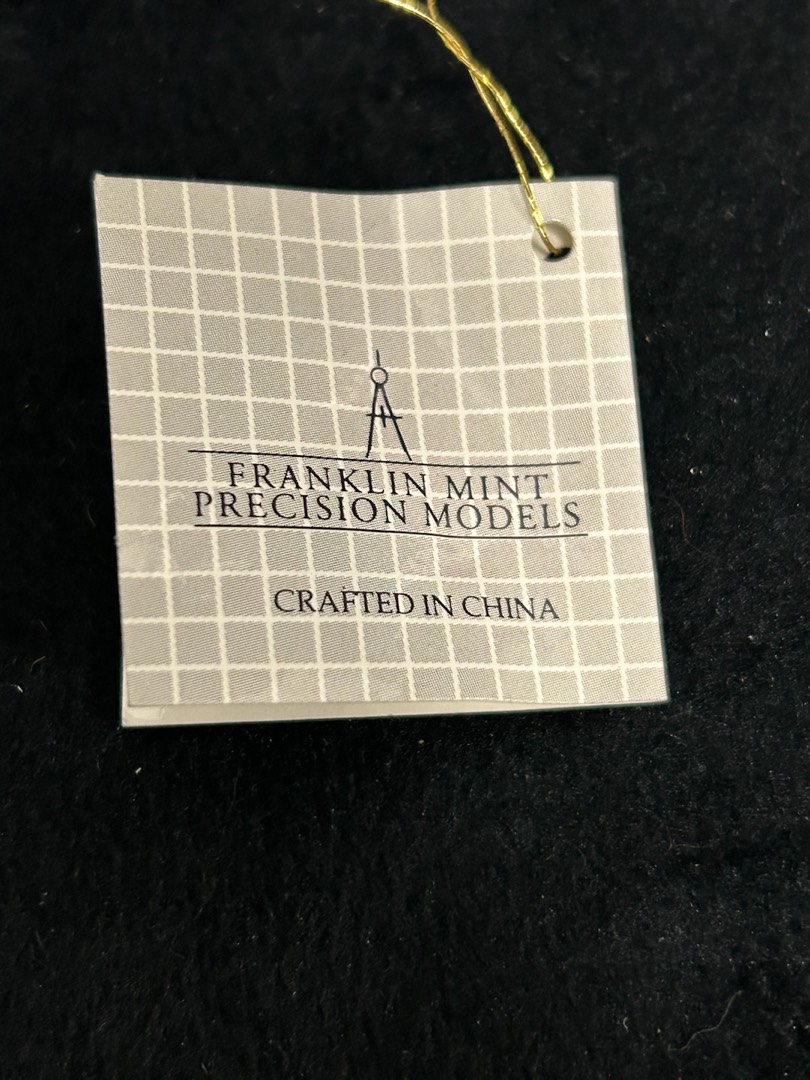 FRANKLIN MINT
PRECISION MODELS
CRAFTED IN CHINA